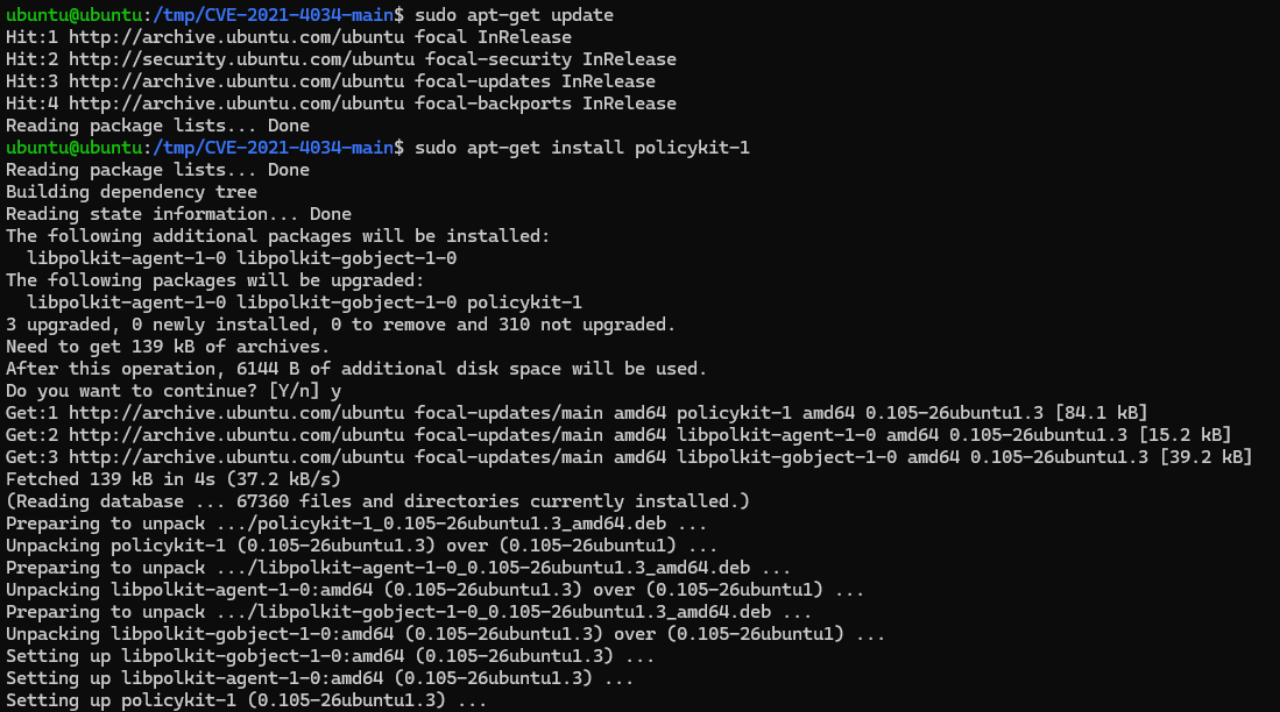 ubuntu@ubuntu:/tmp/CVE-2021-4034-main$ sudo apt-get update
Hit:1 http://archive.ubuntu.com/ubuntu focal InRelease
Hit:2 http://security.ubuntu.com/ubuntu focal-security InRelease
Hit:3 http://archive.ubuntu.com/ubuntu focal-updates InRelease
Hit:4 http://archive.ubuntu.com/ubuntu focal-backports InRelease
Reading package lists... Done
ubuntu@ubuntu:/tmp/CVE-2021-4034-main$ sudo apt-get install policykit-1
Reading package lists... Done
Building dependency tree
Reading state information... Done
The following additional packages will be installed:
  libpolkit-agent-1-0 libpolkit-gobject-1-0
The following packages will be upgraded:
  libpolkit-agent-1-0 libpolkit-gobject-1-0 policykit-1
3 upgraded, 0 newly installed, 0 to remove and 310 not upgraded.
Need to get 139 kB of archives.
After this operation, 6144 B of additional disk space will be used.
Do you want to continue? [Y/n] y
Get:1 http://archive.ubuntu.com/ubuntu focal-updates/main amd64 policykit-1 amd64 0.105-26ubuntu1.3 [84.1 kB]
Get:2 http://archive.ubuntu.com/ubuntu focal-updates/main amd64 libpolkit-agent-1-0 amd64 0.105-26ubuntu1.3 [15.2 kB]
Get:3 http://archive.ubuntu.com/ubuntu focal-updates/main amd64 libpolkit-gobject-1-0 amd64 0.105-26ubuntu1.3 [39.2 kB]
Fetched 139 kB in 4s (37.2 kB/s)
(Reading database ... 67360 files and directories currently installed.)
Preparing to unpack .../policykit-1_0.105-26ubuntu1.3_amd64.deb ...
Unpacking policykit-1 (0.105-26ubuntu1.3) over (0.105-26ubuntu1) ...
Preparing to unpack .../libpolkit-agent-1-0_0.105-26ubuntu1.3_amd64.deb ...
Unpacking libpolkit-agent-1-0:amd64 (0.105-26ubuntu1.3) over (0.105-26ubuntu1) ...
Preparing to unpack .../libpolkit-gobject-1-0_0.105-26ubuntu1.3_amd64.deb ...
Unpacking libpolkit-gobject-1-0:amd64 (0.105-26ubuntu1.3) over (0.105-26ubuntu1) ...
Setting up libpolkit-gobject-1-0:amd64 (0.105-26ubuntu1.3) ...
Setting up libpolkit-agent-1-0:amd64 (0.105-26ubuntu1.3) ...
Setting up policykit-1 (0.105-26ubuntu1.3) ...